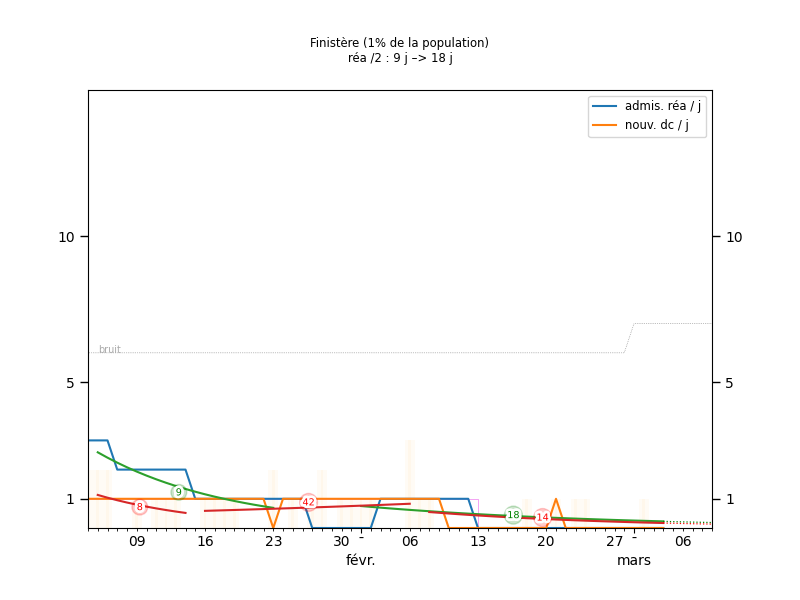 Finistère (1% de la population)
réa /2 : 9 j –> 18 j
admis. réa / j
nouv. dc / j
10 10
bruit
5 5
9
42
8
18
14
1 1
09 16 23 30 - 06 13 20 27 - 06
févr. mars